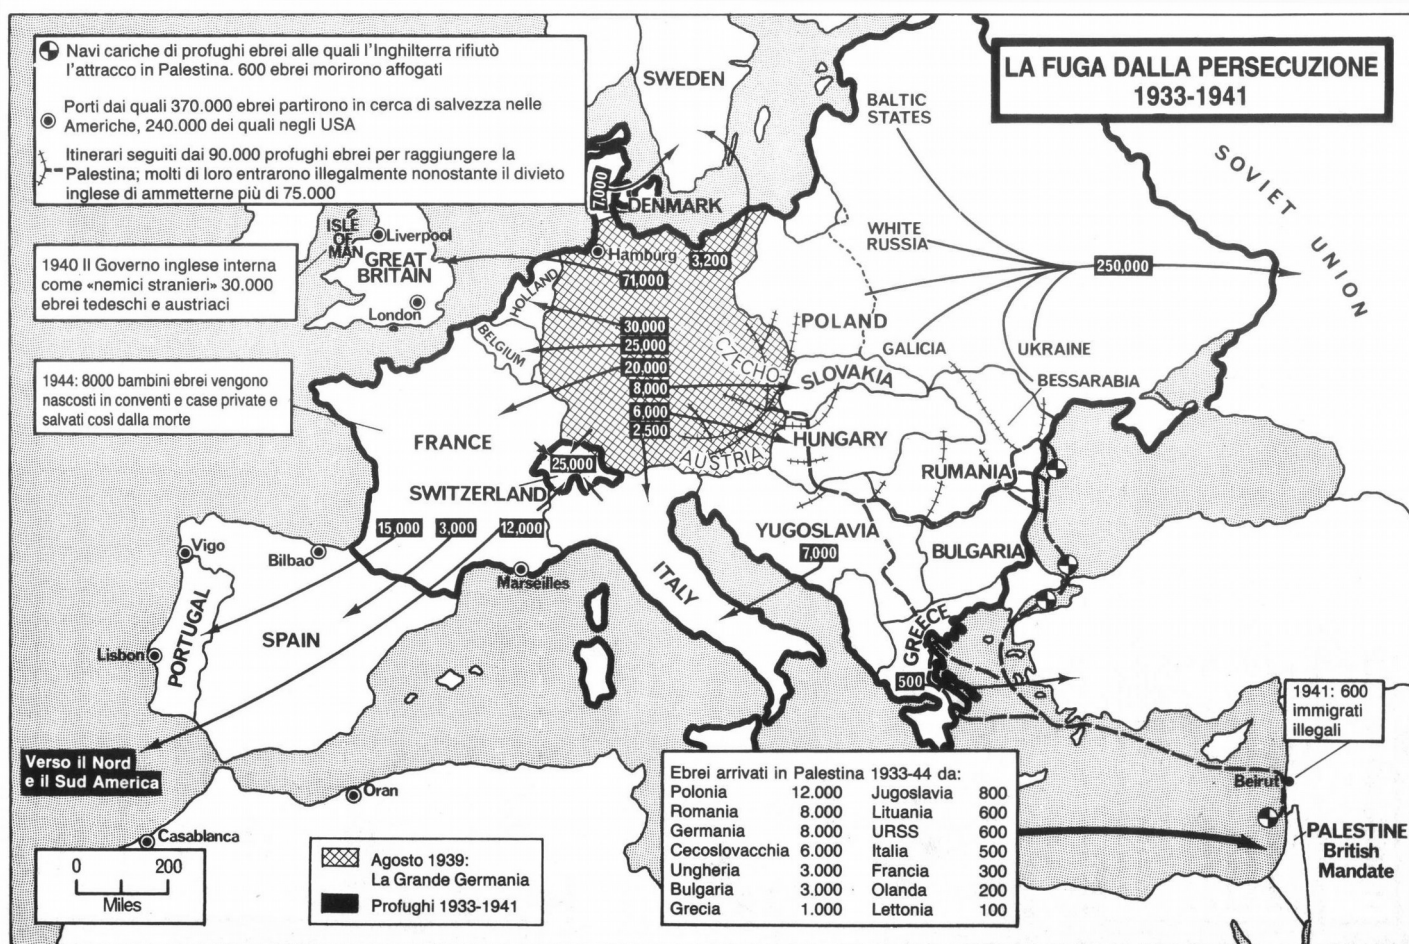 LA FUGA DALLA PERSECUZIONE
1933-1941
Navi cariche di profughi ebrei alle quali l'Inghilterra rifiutò
l'attracco in Palestina. 600 ebrei morirono affogati
Porti dai quali 370.000 ebrei partirono in cerca di salvezza nelle
Americhe, 240.000 dei quali negli USA
Itinerari seguiti dai 90.000 profughi ebrei per raggiungere la
Palestina; molti di loro entrarono illegalmente nonostante il divieto
inglese di ammetterne più di 75.000
SWEDEN
BALTIC
STATES
SOVIET UNION
7,000
DENMARK
ISLE
OF
MAN
Liverpool
GREAT
BRITAIN
London
Hamburg
3,200
WHITE
RUSSIA
250,000
1940 Il Governo inglese interna
come «nemici stranieri» 30.000
ebrei tedeschi e austriaci
71,000
HOLLAND
BELGIUM
30,000
25,000
20,000
8,000
6,000
2,500
POLAND
GALICIA
UKRAINE
BESSARABIA
CZECHO-
SLOVAKIA
1944: 8000 bambini ebrei vengono
nascosti in conventi e case private e
salvati così dalla morte
FRANCE
HUNGARY
AUSTRIA
25,000
SWITZERLAND
RUMANIA
15,000
3,000
12,000
YUGOSLAVIA
7,000
BULGARIA
Vigo
Bilbao
Marseilles
ITALY
PORTUGAL
SPAIN
Lisbon
GREECE
500
1941: 600
immigrati
illegali
Verso il Nord
e il Sud America
Oran
Casablanca
Beirut
PALESTINE
British
Mandate
Ebrei arrivati in Palestina 1933-44 da:
Polonia 12.000 Jugoslavia 800
Romania 8.000 Lituania 600
Germania 8.000 URSS 600
Cecoslovacchia 6.000 Italia 500
Ungheria 3.000 Francia 300
Bulgaria 3.000 Olanda 200
Grecia 1.000 Lettonia 100
0 200
Miles
Agosto 1939:
La Grande Germania
Profughi 1933-1941